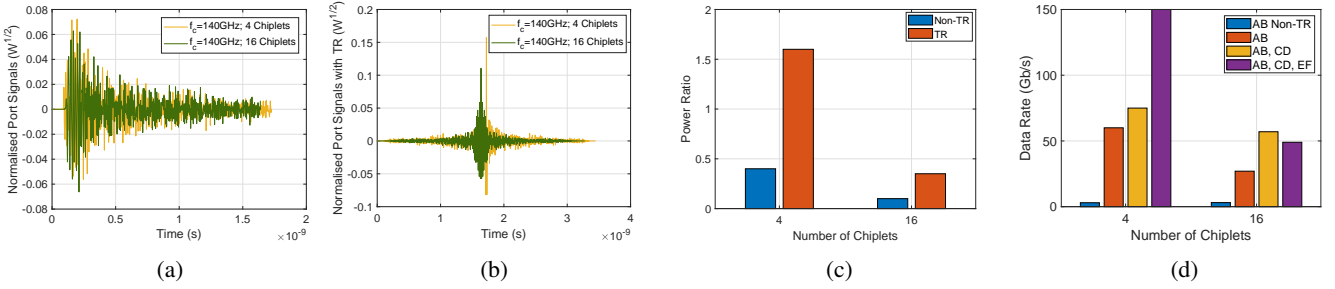 Normalised Port Signals (W^1/2)
0.08
0.06
0.04
0.02
0
-0.02
-0.04
-0.06
-0.08
f_c=140GHz; 4 Chiplets
f_c=140GHz; 16 Chiplets
0 0.5 1 1.5 2
Time (s)
×10^-9
(a)
Normalised Port Signals with TR (W^1/2)
0.2
0.15
0.1
0.05
0
-0.05
-0.1
f_c=140GHz; 4 Chiplets
f_c=140GHz; 16 Chiplets
0 1 2 3 4
Time (s)
×10^-9
(b)
Power Ratio
2
1.5
1
0.5
0
Non-TR
TR
4 16
Number of Chiplets
(c)
Data Rate (Gb/s)
150
100
50
0
AB Non-TR
AB
AB, CD
AB, CD, EF
4 16
Number of Chiplets
(d)